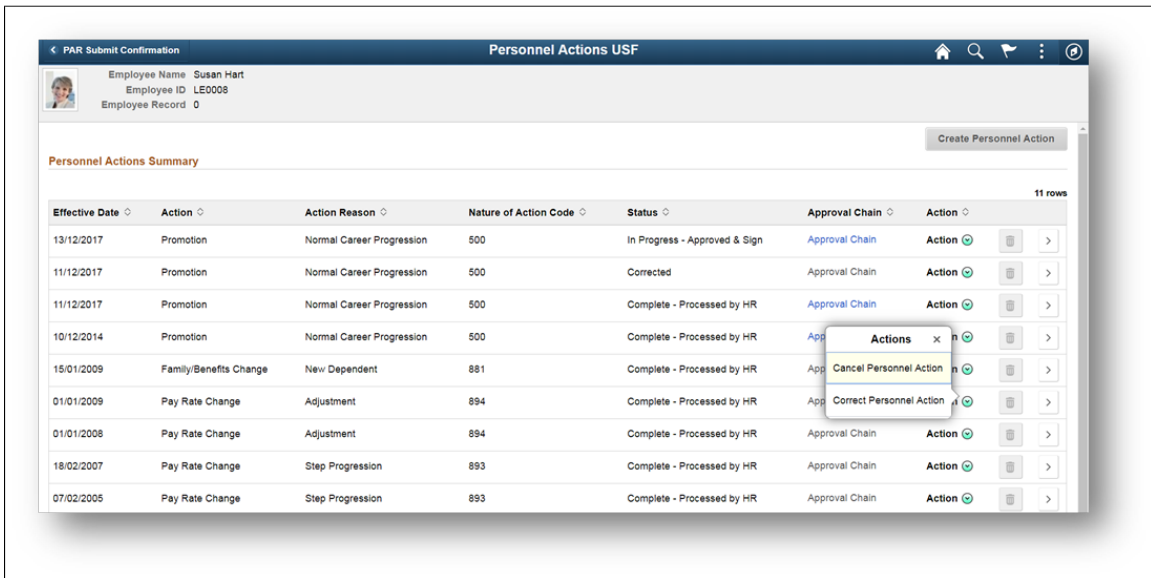 PAR Submit Confirmation Personnel Actions USF
Employee Name Susan Hart
Employee ID LE0008
Employee Record 0
Create Personnel Action
Personnel Actions Summary
11 rows
Effective Date Action Action Reason Nature of Action Code Status Approval Chain Action
13/12/2017 Promotion Normal Career Progression 500 In Progress - Approved & Sign Approval Chain Action
11/12/2017 Promotion Normal Career Progression 500 Corrected Approval Chain Action
11/12/2017 Promotion Normal Career Progression 500 Complete - Processed by HR Approval Chain Action
10/12/2014 Promotion Normal Career Progression 500 Complete - Processed by HR
Actions
15/01/2009 Family/Benefits Change New Dependent 881 Complete - Processed by HR
Cancel Personnel Action
01/01/2009 Pay Rate Change Adjustment 894 Complete - Processed by HR
Correct Personnel Action
01/01/2008 Pay Rate Change Adjustment 894 Complete - Processed by HR Approval Chain Action
18/02/2007 Pay Rate Change Step Progression 893 Complete - Processed by HR Approval Chain Action
07/02/2005 Pay Rate Change Step Progression 893 Complete - Processed by HR Approval Chain Action